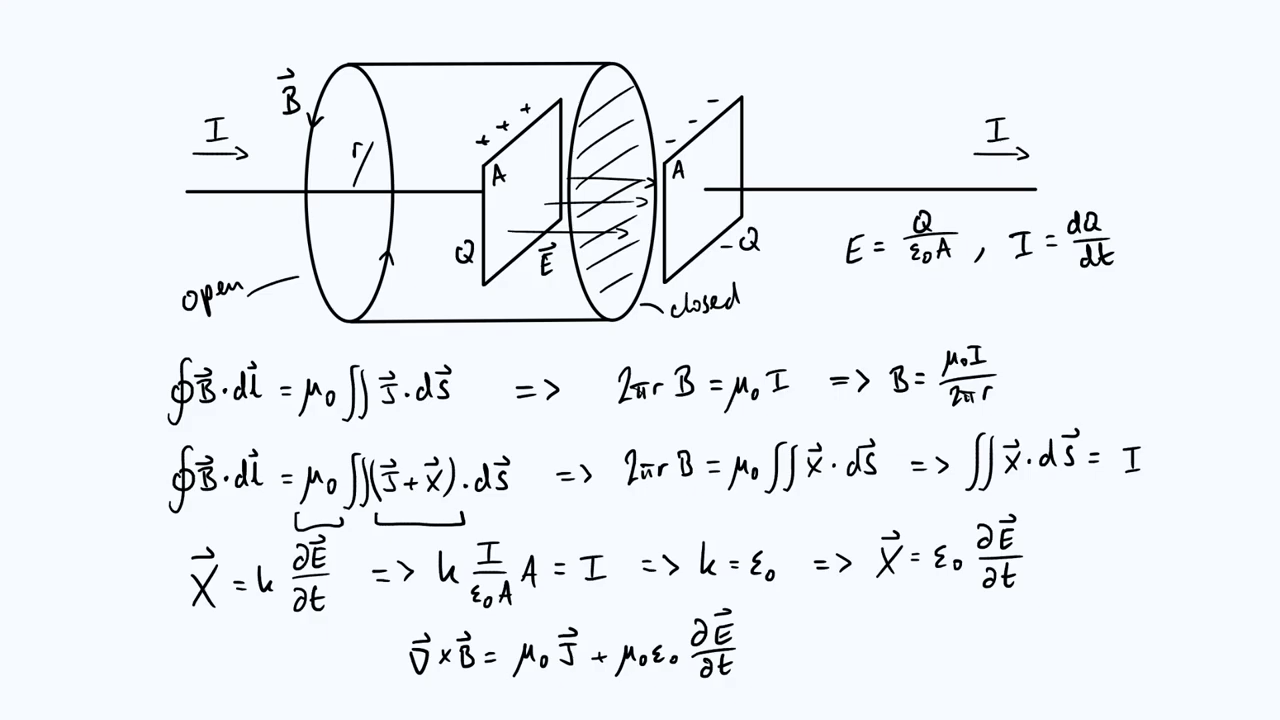 B⃗
I
r
+ + +
A
Q
E⃗
- - -
A
-Q
I
open
closed
E = Q/(ε₀A) , I = dQ/dt
∮B⃗·dl⃗ = μ₀∬J⃗·dS⃗ => 2πr B = μ₀I => B = μ₀I/(2πr)
∮B⃗·dl⃗ = μ₀∬(J⃗+X⃗)·dS⃗ => 2πr B = μ₀∬X⃗·dS⃗ => ∬X⃗·dS⃗ = I
X⃗ = k ∂E⃗/∂t => k I/(ε₀A) A = I => k = ε₀ => X⃗ = ε₀ ∂E⃗/∂t
∇⃗×B⃗ = μ₀J⃗ + μ₀ε₀ ∂E⃗/∂t